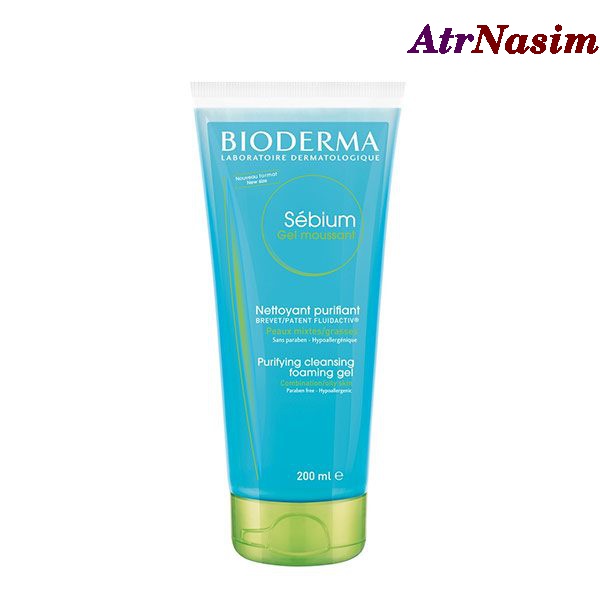 AtrNasim
BIODERMA
LABORATOIRE DERMATOLOGIQUE
Nouveau format
New size
Sébium
Gel moussant
Nettoyant purifiant
BREVET/PATENT FLUIDACTIV®
Peaux mixtes/grasses
Sans paraben - Hypoallergénique
Purifying cleansing
foaming gel
Combination/oily skin
Paraben free - Hypoallergenic
200 ml ℮